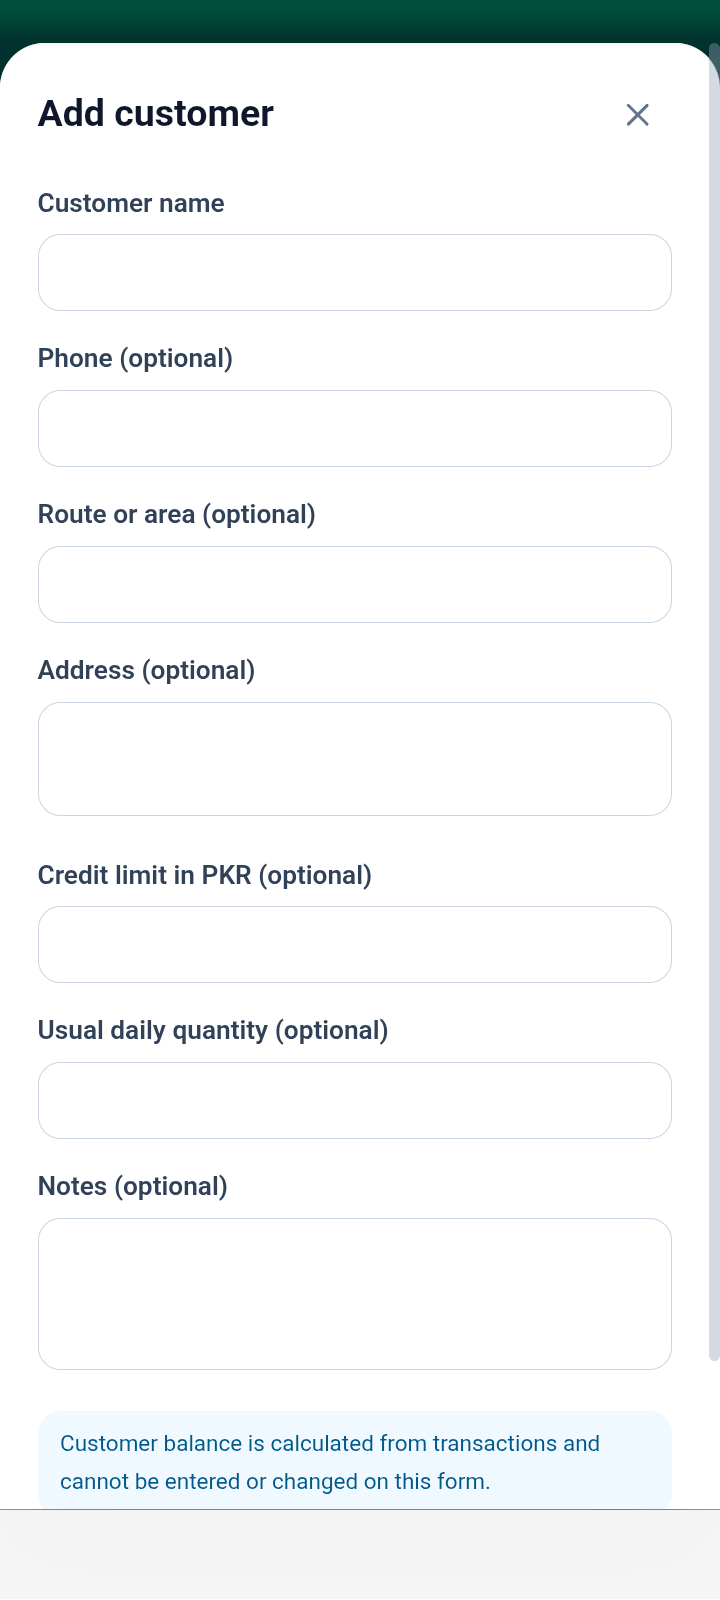 Add customer
Customer name
Phone (optional)
Route or area (optional)
Address (optional)
Credit limit in PKR (optional)
Usual daily quantity (optional)
Notes (optional)
Customer balance is calculated from transactions and
cannot be entered or changed on this form.